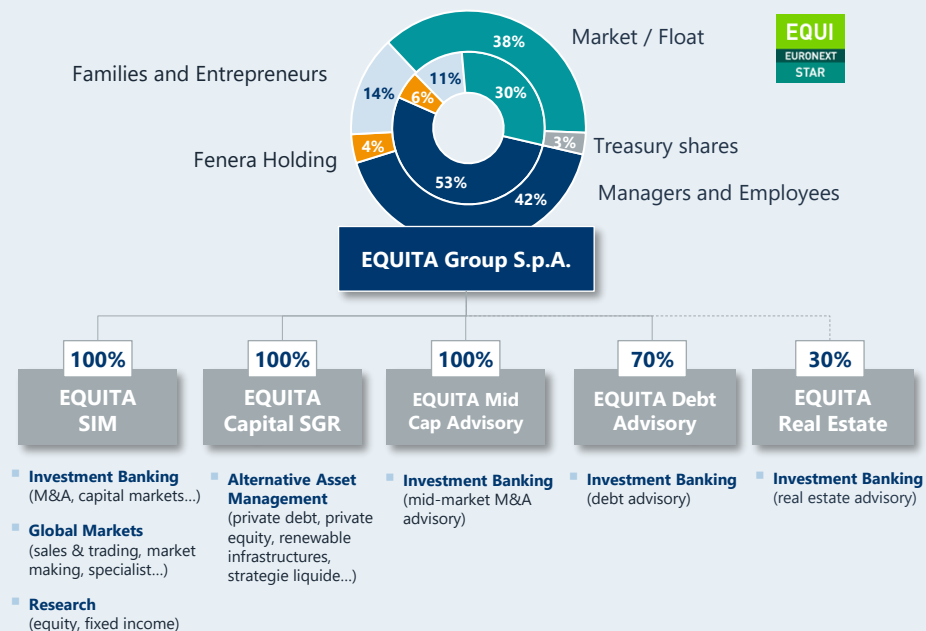 38%
Market / Float
EQUI
EURONEXT
STAR
Families and Entrepreneurs
14%
11%
6%
30%
4%
3%
Fenera Holding
Treasury shares
53%
42%
Managers and Employees
EQUITA Group S.p.A.
100%
EQUITA
SIM
Investment Banking
(M&A, capital markets...)
Global Markets
(sales & trading, market
making, specialist...)
Research
(equity, fixed income)
100%
EQUITA
Capital SGR
Alternative Asset
Management
(private debt, private
equity, renewable
infrastructures,
strategie liquide...)
100%
EQUITA Mid
Cap Advisory
Investment Banking
(mid-market M&A
advisory)
70%
EQUITA Debt
Advisory
Investment Banking
(debt advisory)
30%
EQUITA
Real Estate
Investment Banking
(real estate advisory)